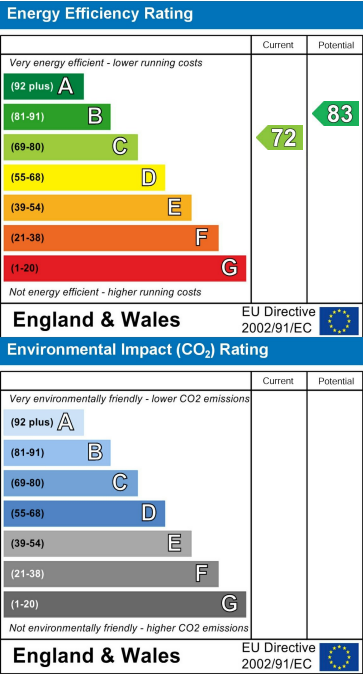 Energy Efficiency Rating
Current Potential
Very energy efficient - lower running costs
(92 plus) A
(81-91) B
(69-80) C
(55-68) D
(39-54) E
(21-38) F
(1-20) G
72
83
Not energy efficient - higher running costs
England & Wales
EU Directive
2002/91/EC
Environmental Impact (CO₂) Rating
Current Potential
Very environmentally friendly - lower CO2 emissions
(92 plus) A
(81-91) B
(69-80) C
(55-68) D
(39-54) E
(21-38) F
(1-20) G
Not environmentally friendly - higher CO2 emissions
England & Wales
EU Directive
2002/91/EC